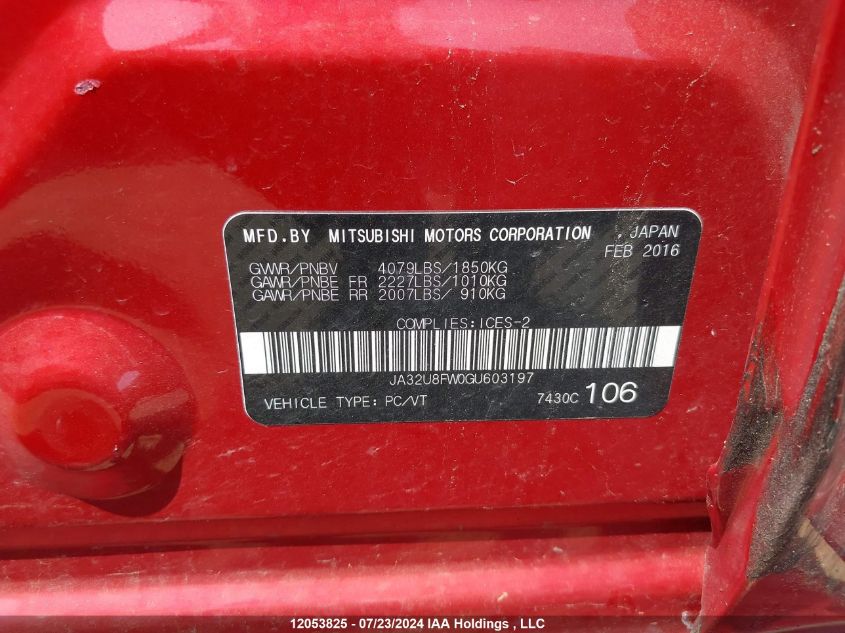 MFD.BY MITSUBISHI MOTORS CORPORATION , JAPAN
FEB 2016
GVWR/PNBV 4079LBS/1850KG
GAWR/PNBE FR 2227LBS/1010KG
GAWR/PNBE RR 2007LBS/ 910KG
COMPLIES:ICES-2
JA32U8FW0GU603197
VEHICLE TYPE: PC/VT 7430C 106
12053825 - 07/23/2024 IAA Holdings , LLC